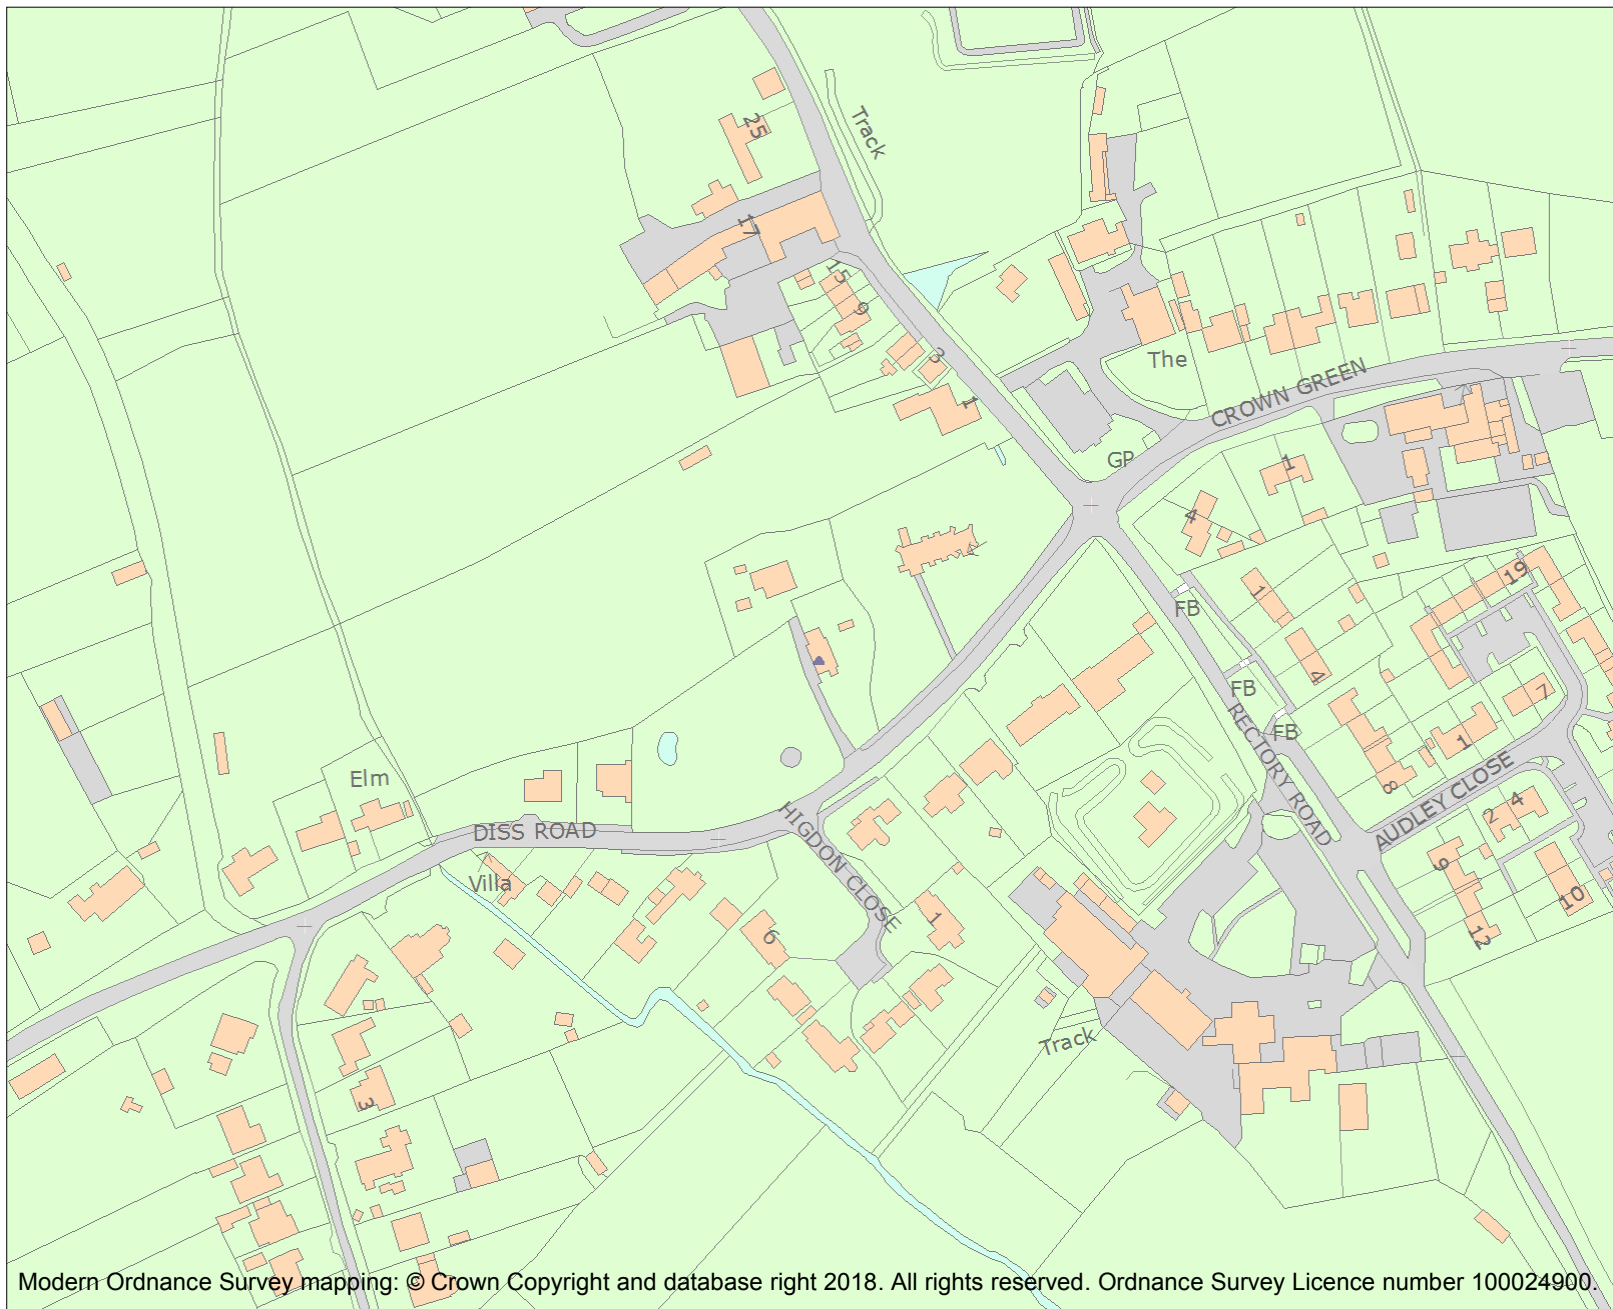 25
Track
17
15
9
3
1
The
CROWN GREEN
GP
1
4
FB
1
19
4
FB
7
FB
1
RECTORY ROAD
8
AUDLEY CLOSE
Elm
DISS ROAD
HIGDON CLOSE
2 4
9
Villa
10
1
6
12
Track
3
Modern Ordnance Survey mapping: © Crown Copyright and database right 2018. All rights reserved. Ordnance Survey Licence number 100024900.